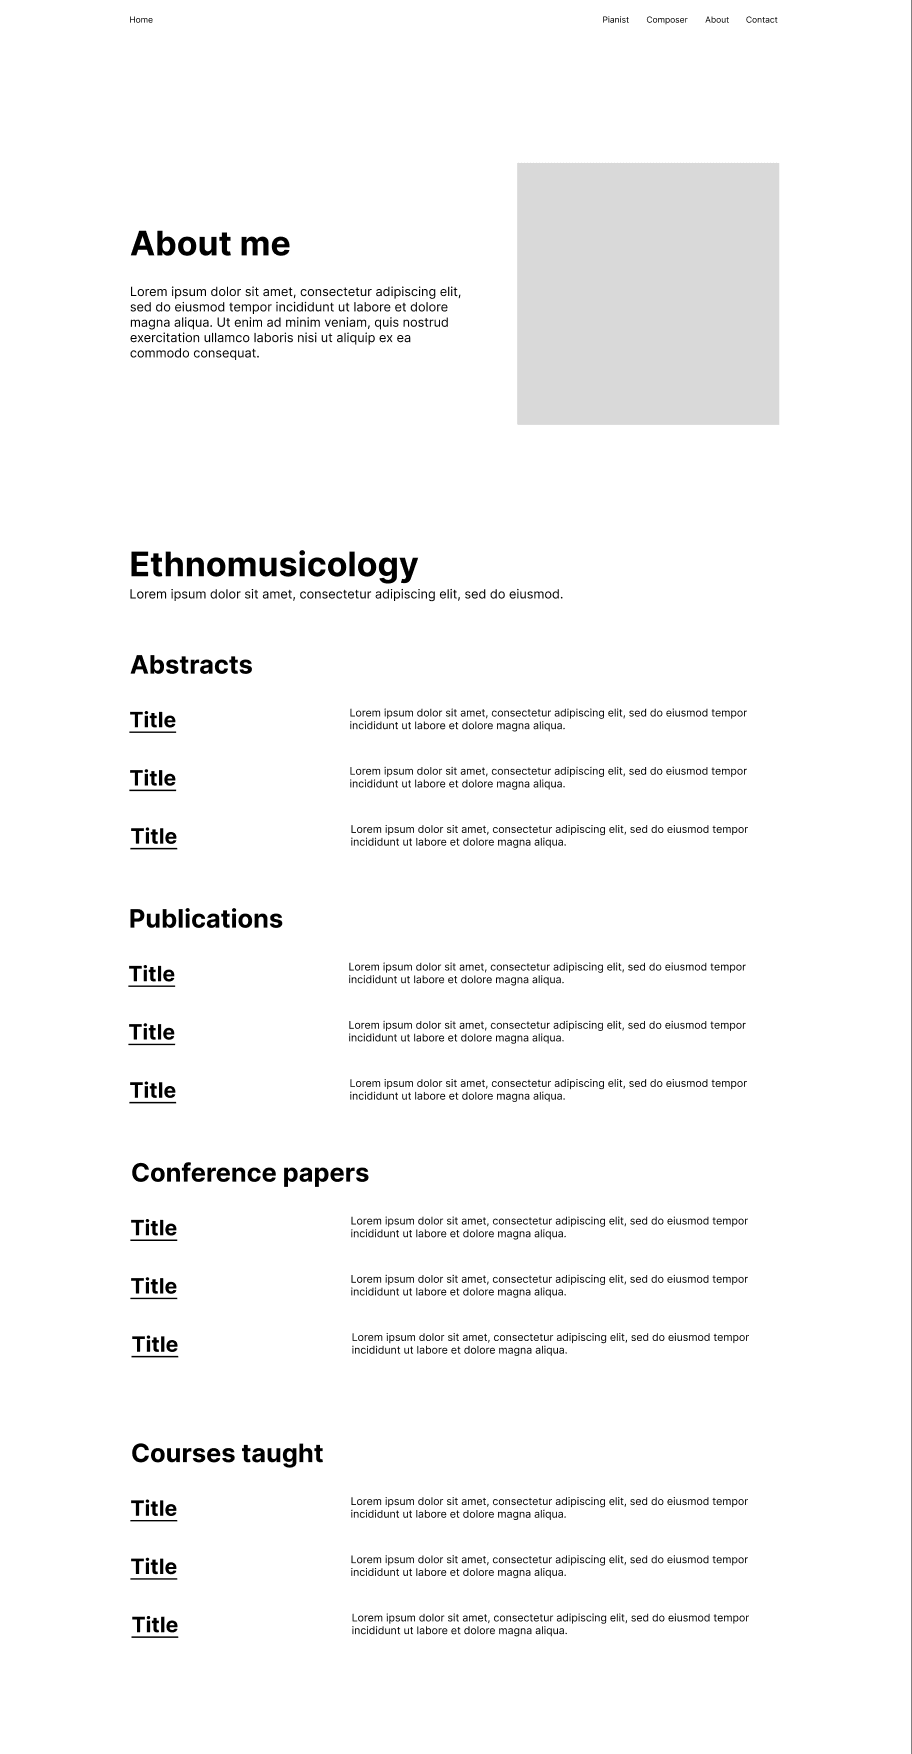 Home Pianist Composer About Contact
About me
Lorem ipsum dolor sit amet, consectetur adipiscing elit,
sed do eiusmod tempor incididunt ut labore et dolore
magna aliqua. Ut enim ad minim veniam, quis nostrud
exercitation ullamco laboris nisi ut aliquip ex ea
commodo consequat.
Ethnomusicology
Lorem ipsum dolor sit amet, consectetur adipiscing elit, sed do eiusmod.
Abstracts
Title
Lorem ipsum dolor sit amet, consectetur adipiscing elit, sed do eiusmod tempor
incididunt ut labore et dolore magna aliqua.
Title
Lorem ipsum dolor sit amet, consectetur adipiscing elit, sed do eiusmod tempor
incididunt ut labore et dolore magna aliqua.
Title
Lorem ipsum dolor sit amet, consectetur adipiscing elit, sed do eiusmod tempor
incididunt ut labore et dolore magna aliqua.
Publications
Title
Lorem ipsum dolor sit amet, consectetur adipiscing elit, sed do eiusmod tempor
incididunt ut labore et dolore magna aliqua.
Title
Lorem ipsum dolor sit amet, consectetur adipiscing elit, sed do eiusmod tempor
incididunt ut labore et dolore magna aliqua.
Title
Lorem ipsum dolor sit amet, consectetur adipiscing elit, sed do eiusmod tempor
incididunt ut labore et dolore magna aliqua.
Conference papers
Title
Lorem ipsum dolor sit amet, consectetur adipiscing elit, sed do eiusmod tempor
incididunt ut labore et dolore magna aliqua.
Title
Lorem ipsum dolor sit amet, consectetur adipiscing elit, sed do eiusmod tempor
incididunt ut labore et dolore magna aliqua.
Title
Lorem ipsum dolor sit amet, consectetur adipiscing elit, sed do eiusmod tempor
incididunt ut labore et dolore magna aliqua.
Courses taught
Title
Lorem ipsum dolor sit amet, consectetur adipiscing elit, sed do eiusmod tempor
incididunt ut labore et dolore magna aliqua.
Title
Lorem ipsum dolor sit amet, consectetur adipiscing elit, sed do eiusmod tempor
incididunt ut labore et dolore magna aliqua.
Title
Lorem ipsum dolor sit amet, consectetur adipiscing elit, sed do eiusmod tempor
incididunt ut labore et dolore magna aliqua.